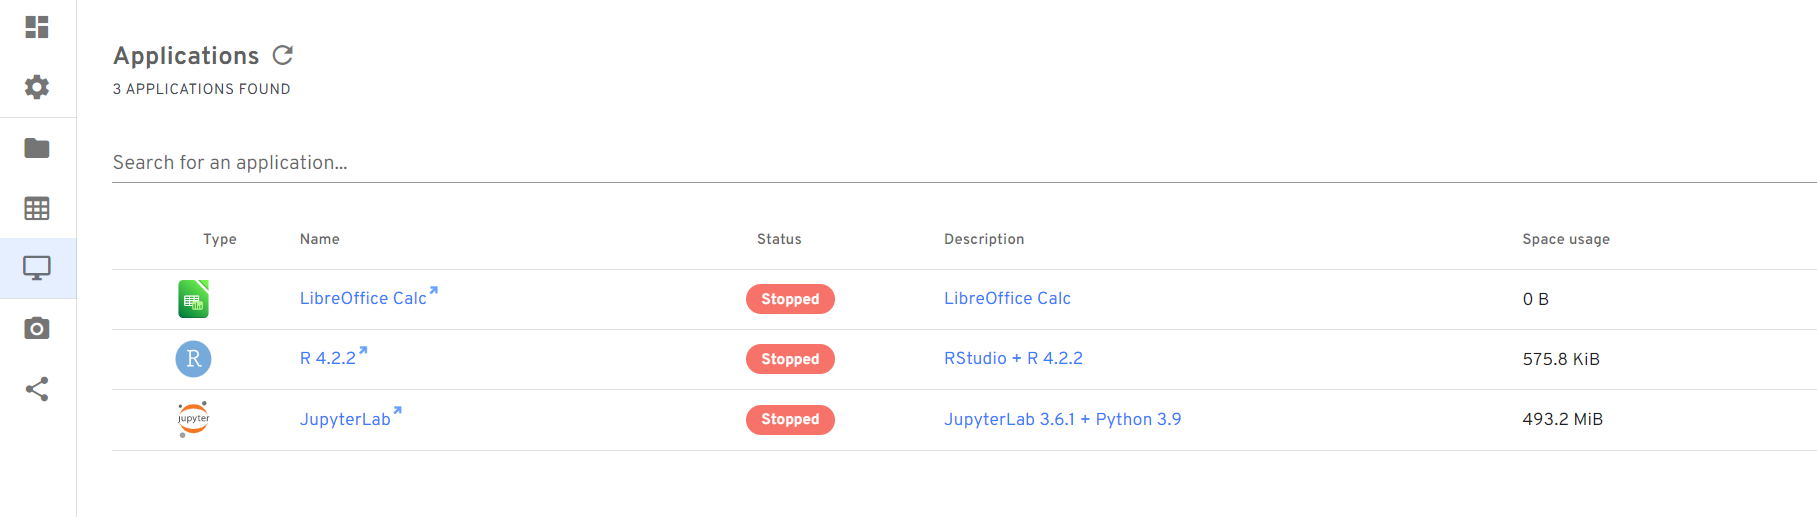 Applications
3 APPLICATIONS FOUND
Search for an application...
Type Name Status Description Space usage
LibreOffice Calc Stopped LibreOffice Calc 0 B
R R 4.2.2 Stopped RStudio + R 4.2.2 575.8 KiB
jupyter JupyterLab Stopped JupyterLab 3.6.1 + Python 3.9 493.2 MiB